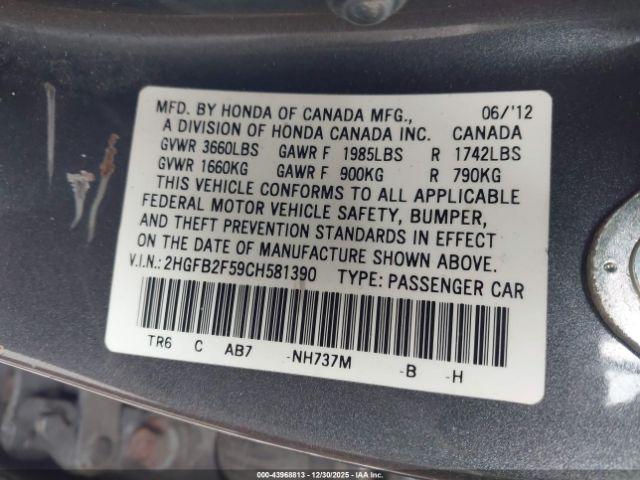 MFD. BY HONDA OF CANADA MFG., 06/'12
A DIVISION OF HONDA CANADA INC. CANADA
GVWR 3660LBS GAWR F 1985LBS R 1742LBS
GVWR 1660KG GAWR F 900KG R 790KG
THIS VEHICLE CONFORMS TO ALL APPLICABLE
FEDERAL MOTOR VEHICLE SAFETY, BUMPER,
AND THEFT PREVENTION STANDARDS IN EFFECT
ON THE DATE OF MANUFACTURE SHOWN ABOVE.
V.I.N.: 2HGFB2F59CH581390 TYPE: PASSENGER CAR
TR6 C AB7 -NH737M -B -H
000-43968813 - 12/30/2025 - IAAI.COM